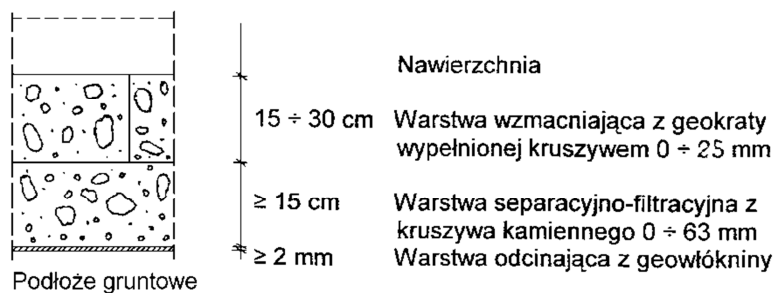 Nawierzchnia
15 ÷ 30 cm Warstwa wzmacniająca z geokraty
wypełnionej kruszywem 0 ÷ 25 mm
≥ 15 cm Warstwa separacyjno-filtracyjna z
kruszywa kamiennego 0 ÷ 63 mm
≥ 2 mm Warstwa odcinająca z geowłókniny
Podłoże gruntowe